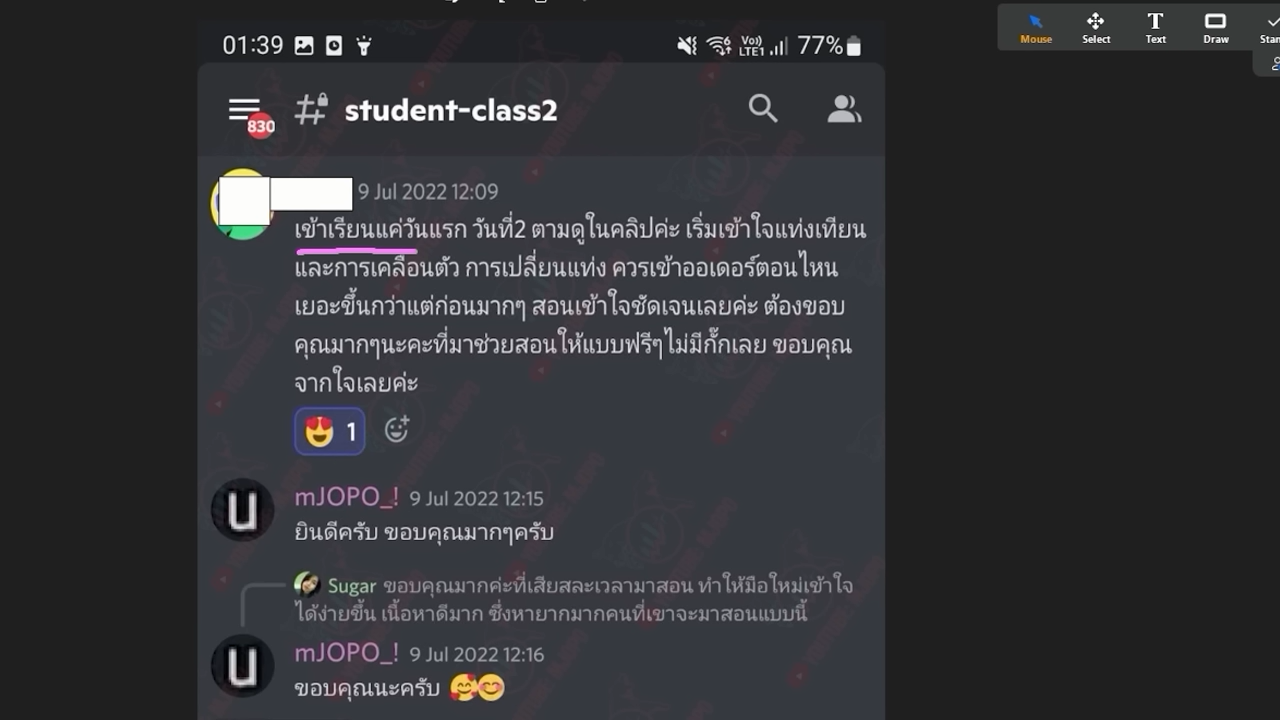 01:39
Vo))
LTE1
77%
Mouse
Select
Text
Draw
830
student-class2
9 Jul 2022 12:09
เข้าเรียนแค่วันแรก วันที่2 ตามดูในคลิปค่ะ เริ่มเข้าใจแท่งเทียน
และการเคลื่อนตัว การเปลี่ยนแท่ง ควรเข้าออเดอร์ตอนไหน
เยอะขึ้นกว่าแต่ก่อนมากๆ สอนเข้าใจชัดเจนเลยค่ะ ต้องขอบ
คุณมากๆนะคะที่มาช่วยสอนให้แบบฟรีๆไม่มีกั๊กเลย ขอบคุณ
จากใจเลยค่ะ
1
U
mJOPO_! 9 Jul 2022 12:15
ยินดีครับ ขอบคุณมากๆครับ
Sugar ขอบคุณมากค่ะที่เสียสละเวลามาสอน ทำให้มือใหม่เข้าใจ
ได้ง่ายขึ้น เนื้อหาดีมาก ซึ่งหายากมากคนที่เขาจะมาสอนแบบนี้
U
mJOPO_! 9 Jul 2022 12:16
ขอบคุณนะครับ